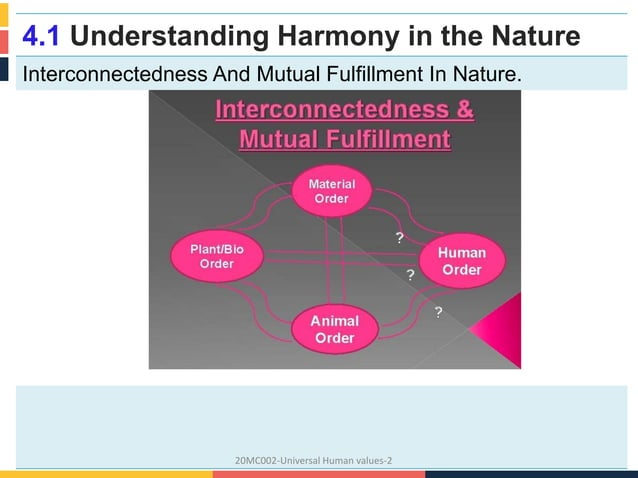 4.1 Understanding Harmony in the Nature
Interconnectedness And Mutual Fulfillment In Nature.
Interconnectedness &
Mutual Fulfillment
Material
Order
?
Plant/Bio
Order
Human
Order
?
?
Animal
Order
20MC002-Universal Human values-2